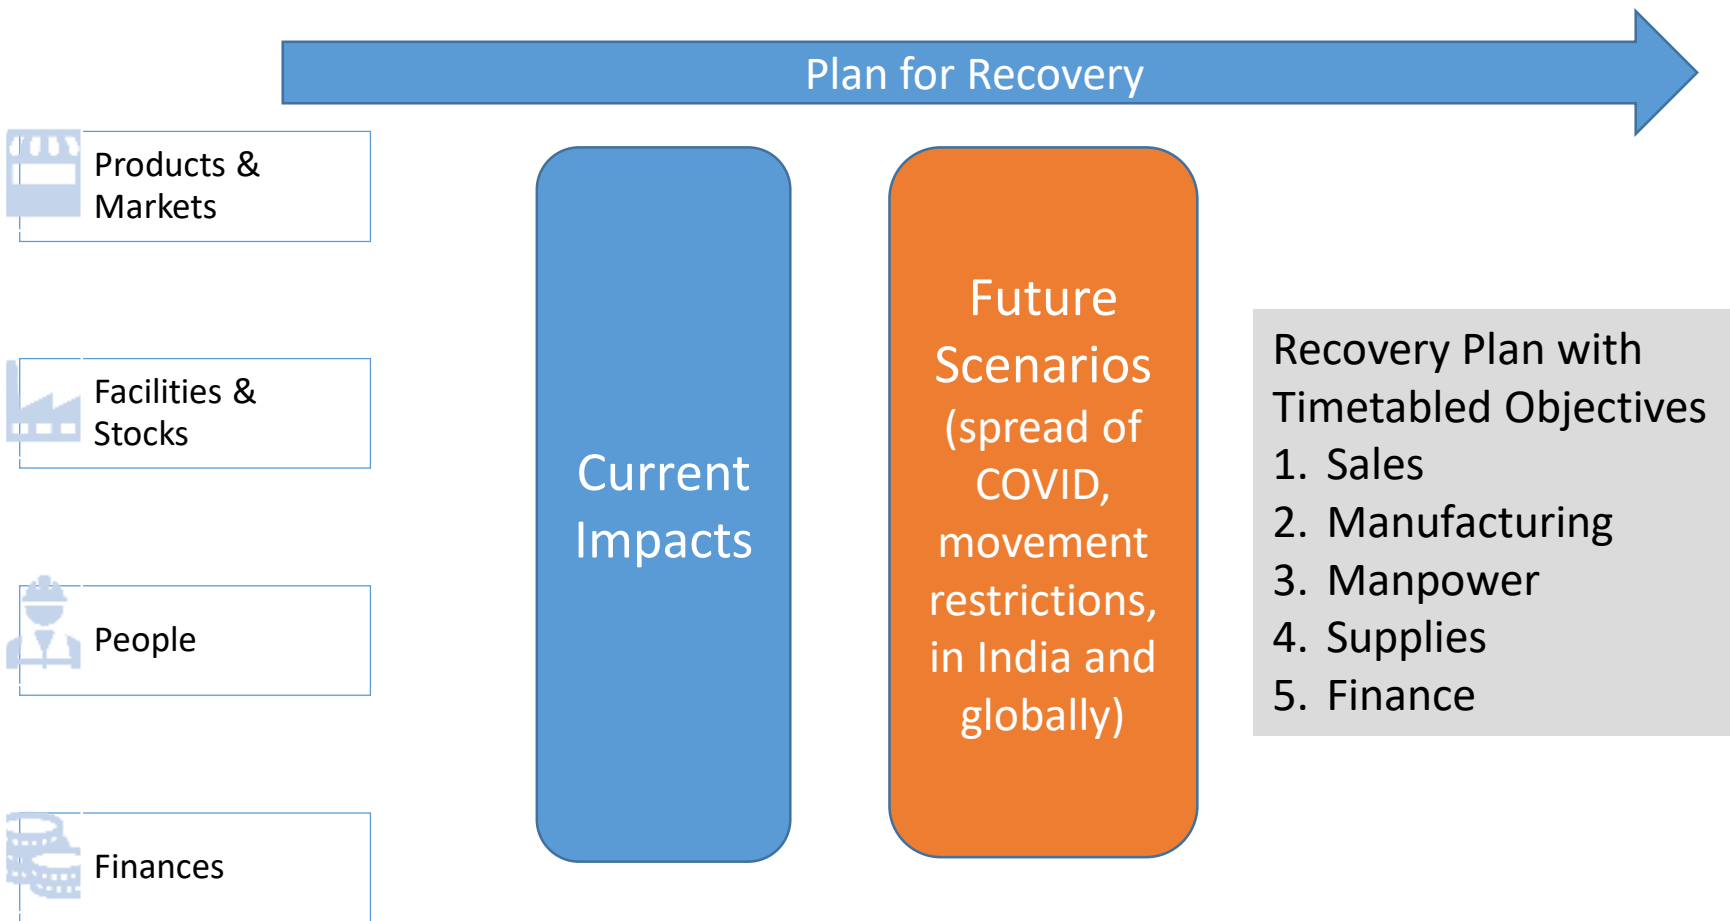 Plan for Recovery
Products &
Markets
Facilities &
Stocks
People
Finances
Current
Impacts
Future
Scenarios
(spread of
COVID,
movement
restrictions,
in India and
globally)
Recovery Plan with
Timetabled Objectives
1. Sales
2. Manufacturing
3. Manpower
4. Supplies
5. Finance